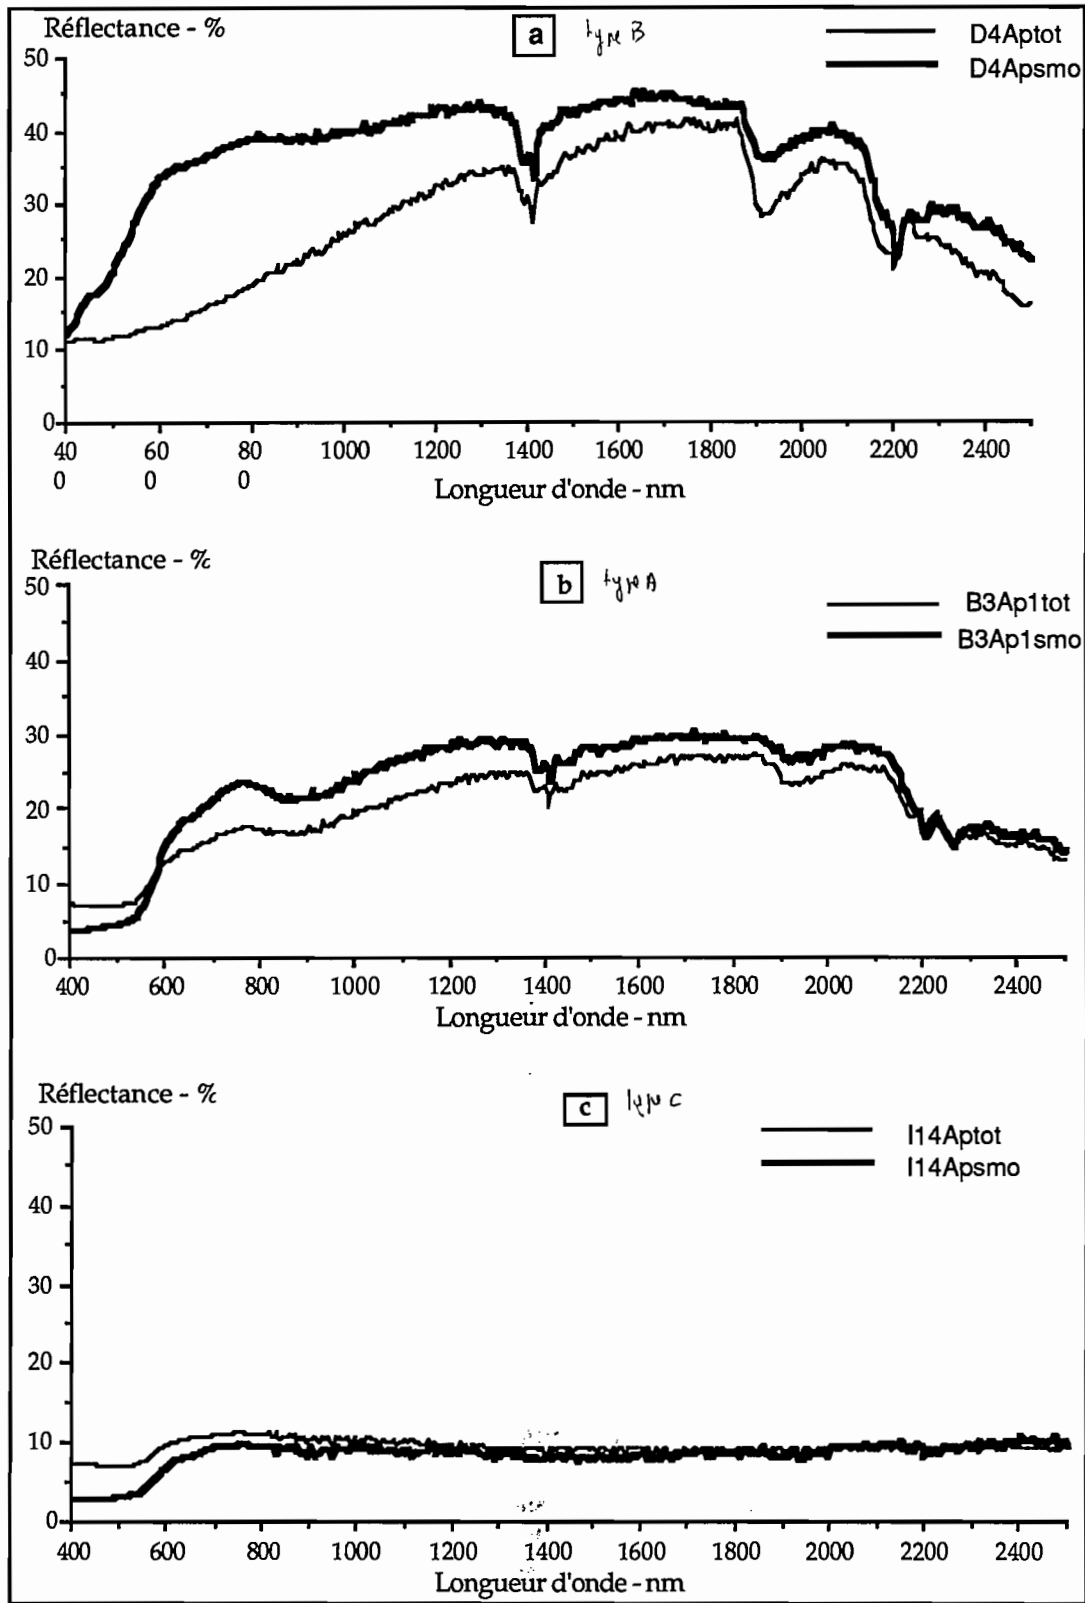 Réflectance - %
a
type B
D4Aptot
D4Apsmo
50
40
30
20
10
0
40 60 80 1000 1200 1400 1600 1800 2000 2200 2400
0 0 0
Longueur d'onde - nm
Réflectance - %
b
type A
B3Ap1tot
B3Ap1smo
50
40
30
20
10
0
400 600 800 1000 1200 1400 1600 1800 2000 2200 2400
Longueur d'onde - nm
Réflectance - %
c
type C
I14Aptot
I14Apsmo
50
40
30
20
10
0
400 600 800 1000 1200 1400 1600 1800 2000 2200 2400
Longueur d'onde - nm